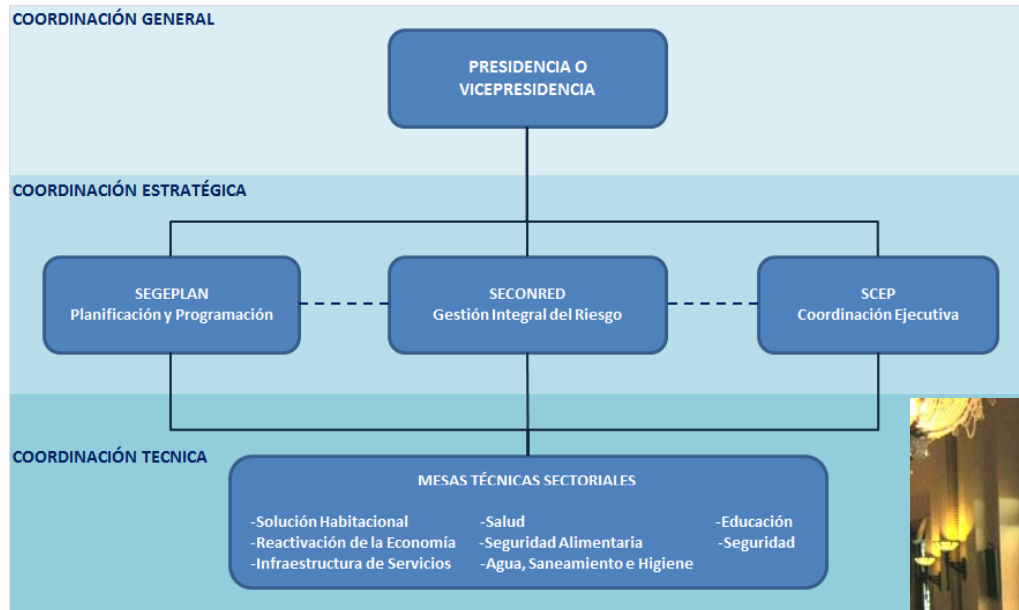 COORDINACIÓN GENERAL
PRESIDENCIA O
VICEPRESIDENCIA
COORDINACIÓN ESTRATÉGICA
SEGEPLAN
Planificación y Programación
SECONRED
Gestión Integral del Riesgo
SCEP
Coordinación Ejecutiva
COORDINACIÓN TECNICA
MESAS TÉCNICAS SECTORIALES
-Solución Habitacional
-Reactivación de la Economía
-Infraestructura de Servicios
-Salud
-Seguridad Alimentaria
-Agua, Saneamiento e Higiene
-Educación
-Seguridad